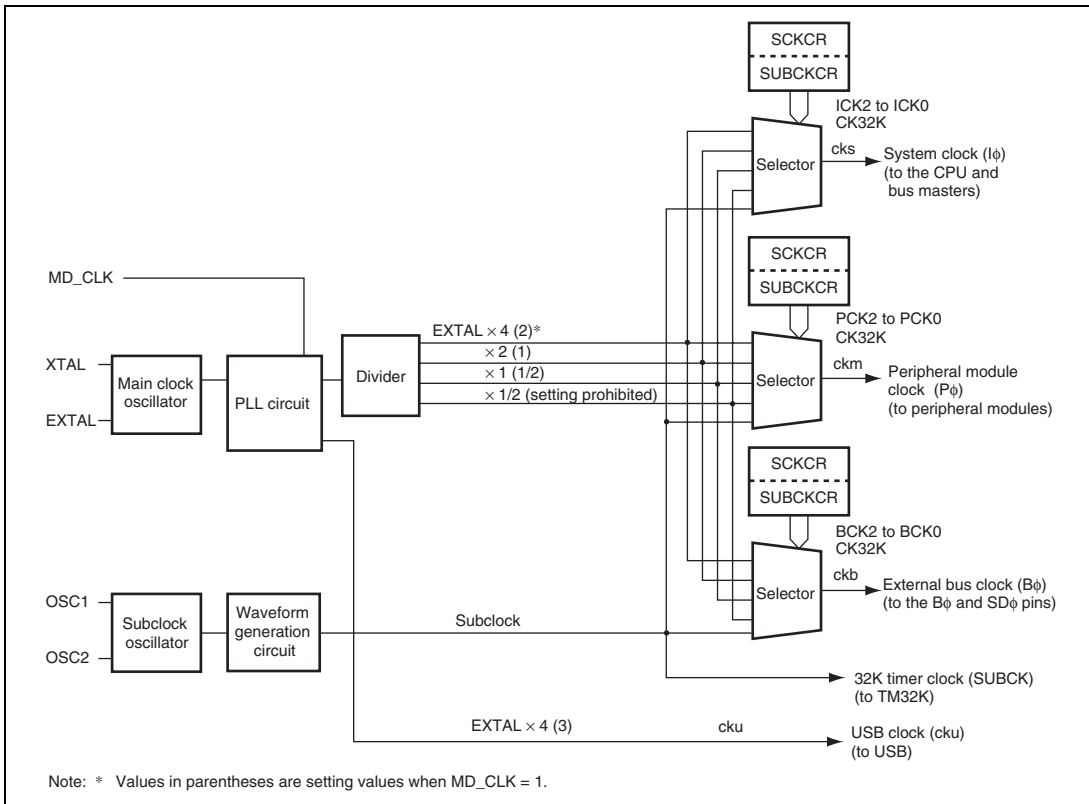 SCKCR
SUBCKCR
ICK2 to ICK0
CK32K
Selector
cks
System clock (Iϕ)
(to the CPU and
bus masters)
MD_CLK
SCKCR
SUBCKCR
PCK2 to PCK0
CK32K
EXTAL × 4 (2)*
× 2 (1)
× 1 (1/2)
× 1/2 (setting prohibited)
XTAL
EXTAL
Main clock
oscillator
PLL circuit
Divider
Selector
ckm
Peripheral module
clock (Pϕ)
(to peripheral modules)
SCKCR
SUBCKCR
BCK2 to BCK0
CK32K
Selector
ckb
External bus clock (Bϕ)
(to the Bϕ and SDϕ pins)
OSC1
OSC2
Subclock
oscillator
Waveform
generation
circuit
Subclock
32K timer clock (SUBCK)
(to TM32K)
EXTAL × 4 (3)
cku
USB clock (cku)
(to USB)
Note: * Values in parentheses are setting values when MD_CLK = 1.